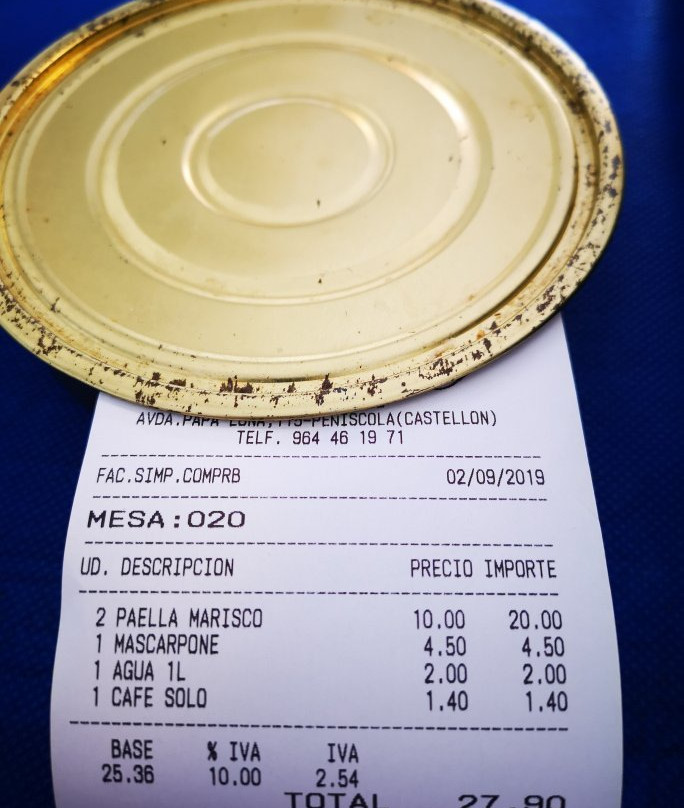 AVDA.PAPA LUNA,115-PENISCOLA(CASTELLON)
TELF. 964 46 19 71
FAC.SIMP.COMPRB 02/09/2019
MESA:020
UD. DESCRIPCION PRECIO IMPORTE
2 PAELLA MARISCO 10.00 20.00
1 MASCARPONE 4.50 4.50
1 AGUA 1L 2.00 2.00
1 CAFE SOLO 1.40 1.40
BASE % IVA IVA
25.36 10.00 2.54
TOTAL 27.90